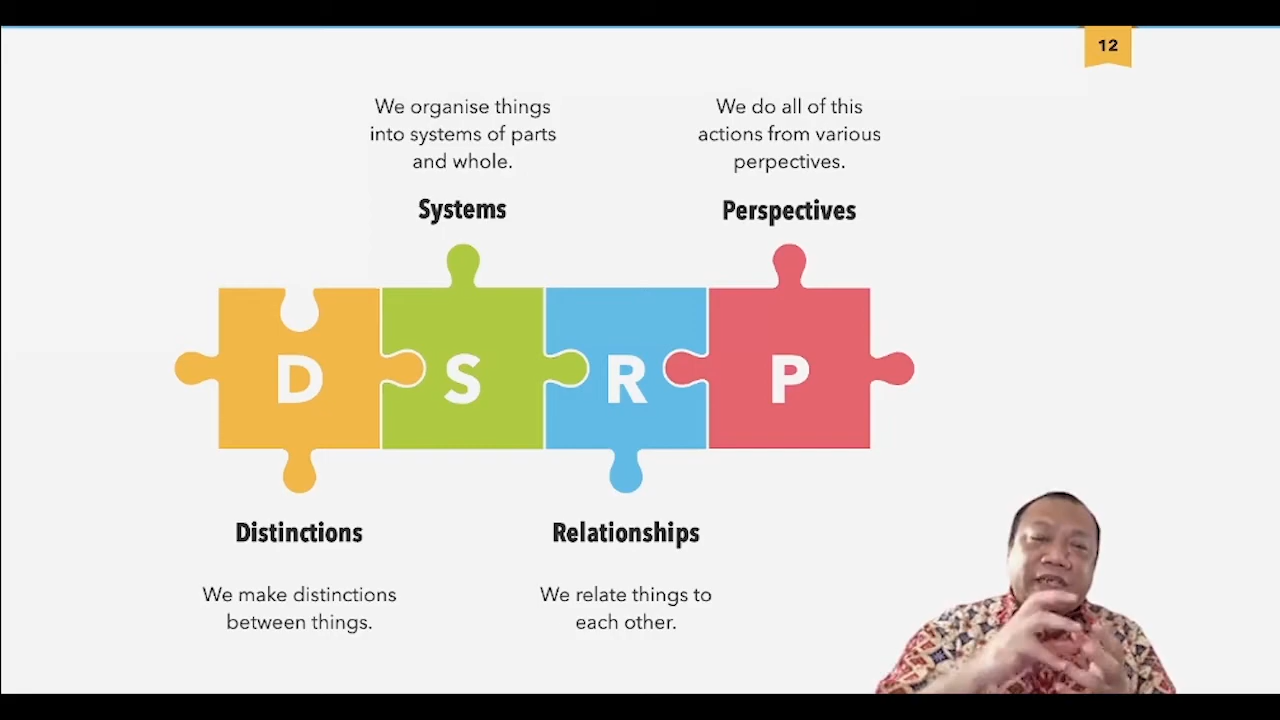 12
We organise things
into systems of parts
and whole.
Systems
We do all of this
actions from various
perpectives.
Perspectives
D
S
R
P
Distinctions
We make distinctions
between things.
Relationships
We relate things to
each other.